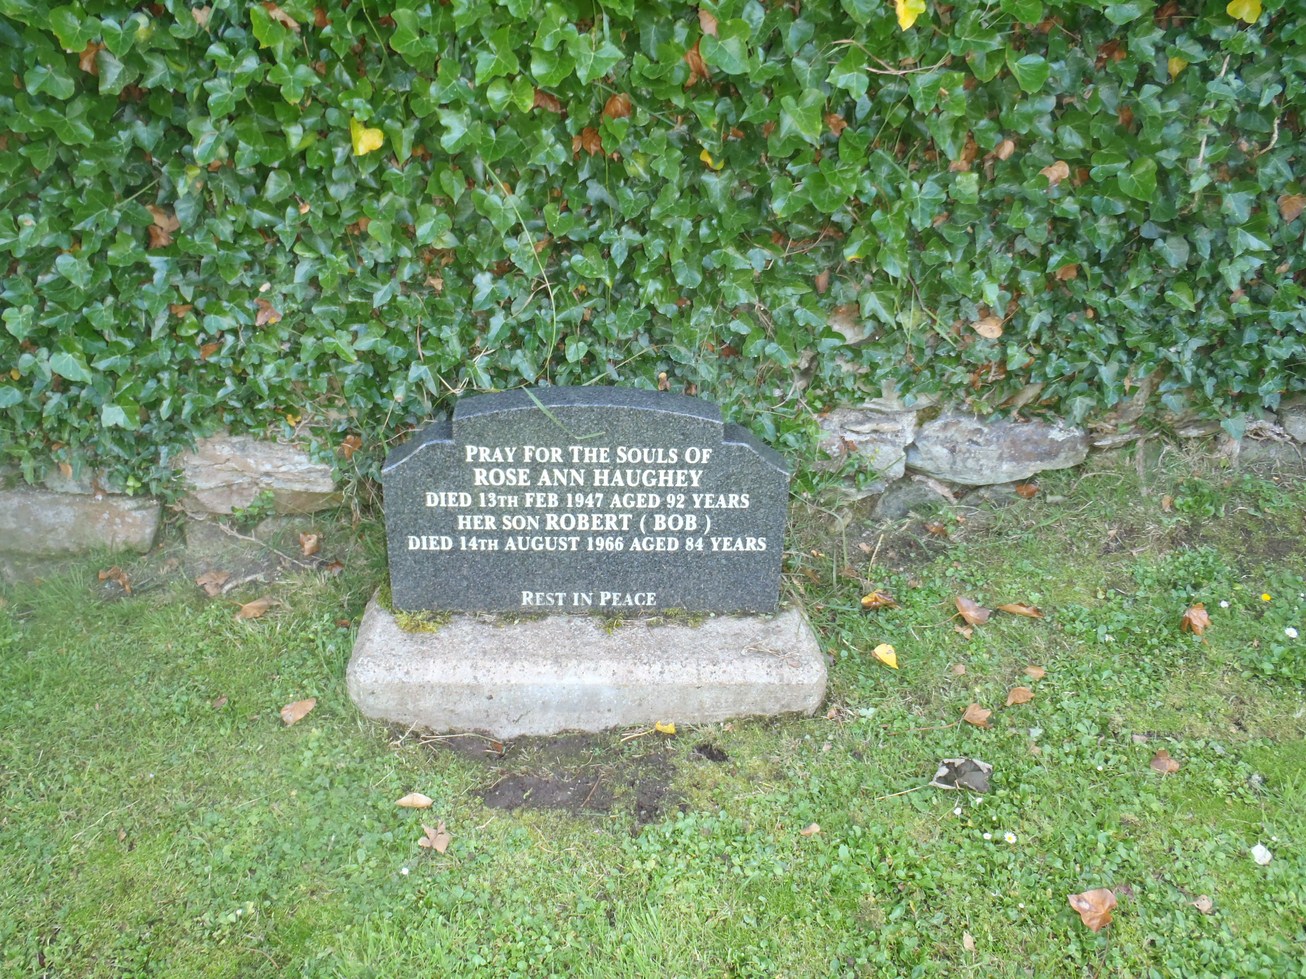 PRAY FOR THE SOULS OF
ROSE ANN HAUGHEY
DIED 13TH FEB 1947 AGED 92 YEARS
HER SON ROBERT ( BOB )
DIED 14TH AUGUST 1966 AGED 84 YEARS
REST IN PEACE